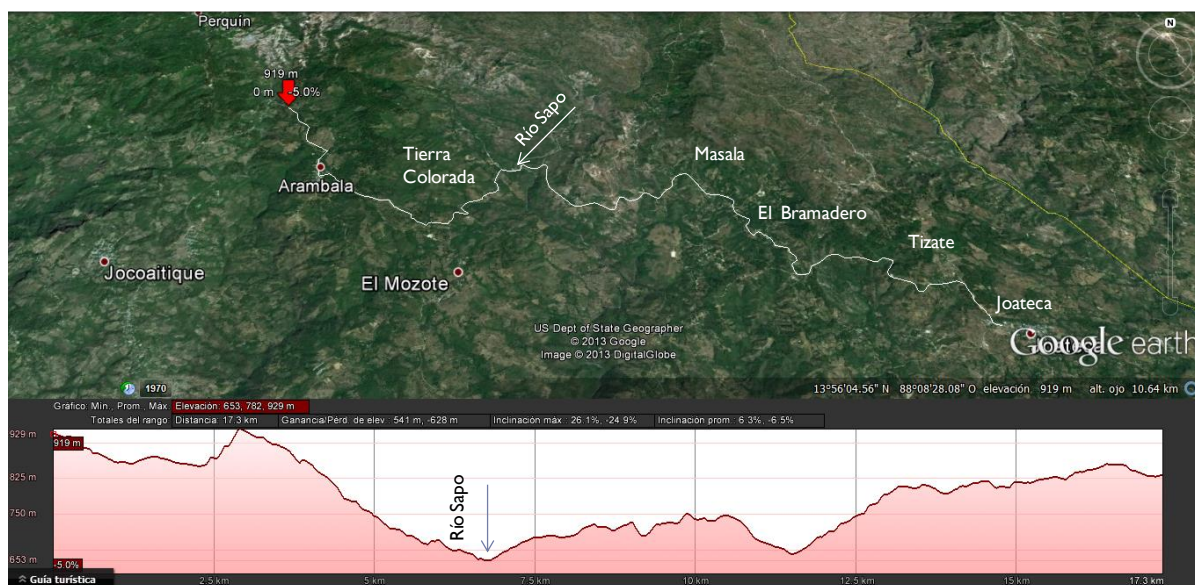 Perquin
N
919 m
0 m -5.0%
Río Sapo
Arambala
Tierra
Colorada
Masala
El Bramadero
Tizate
Jocoaitique
El Mozote
Joateca
US Dept of State Geographer
© 2013 Google
Image © 2013 DigitalGlobe
Google earth
1970
13°56'04.56" N 88°08'28.08" O elevación 919 m alt. ojo 10.64 km
Gráfico: Min., Prom., Máx. Elevación: 653, 782, 929 m
Totales del rango: Distancia: 17.3 km Ganancia/Pérd. de elev.: 541 m, -628 m Inclinación máx.: 26.1%, -24.9% Inclinación prom.: 6.3%, -6.5%
929 m
919 m
825 m
750 m
653 m
-5.0%
Río Sapo
2.5 km 5 km 7.5 km 10 km 12.5 km 15 km 17.3 km
Guía turística